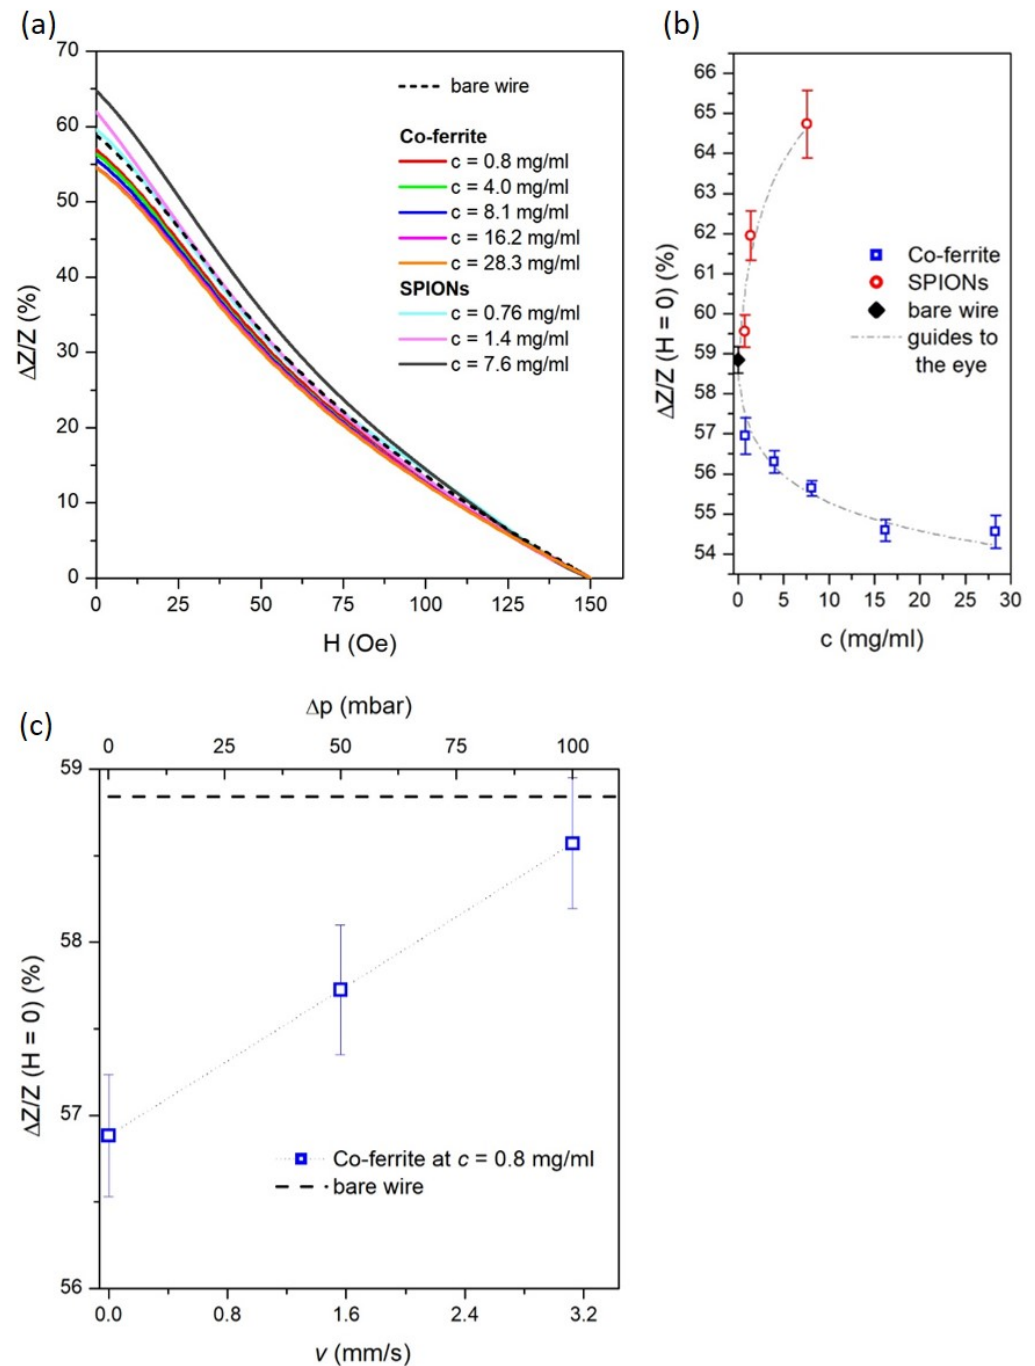 (a)
70
60
50
40
30
20
10
0
ΔZ/Z (%)
0 25 50 75 100 125 150
H (Oe)
bare wire
Co-ferrite
c = 0.8 mg/ml
c = 4.0 mg/ml
c = 8.1 mg/ml
c = 16.2 mg/ml
c = 28.3 mg/ml
SPIONs
c = 0.76 mg/ml
c = 1.4 mg/ml
c = 7.6 mg/ml
(b)
66
65
64
63
62
61
60
59
58
57
56
55
54
ΔZ/Z (H = 0) (%)
Co-ferrite
SPIONs
bare wire
guides to
the eye
0 5 10 15 20 25 30
c (mg/ml)
(c)
Δp (mbar)
0 25 50 75 100
59
58
57
56
ΔZ/Z (H = 0) (%)
Co-ferrite at c = 0.8 mg/ml
bare wire
0.0 0.8 1.6 2.4 3.2
v (mm/s)